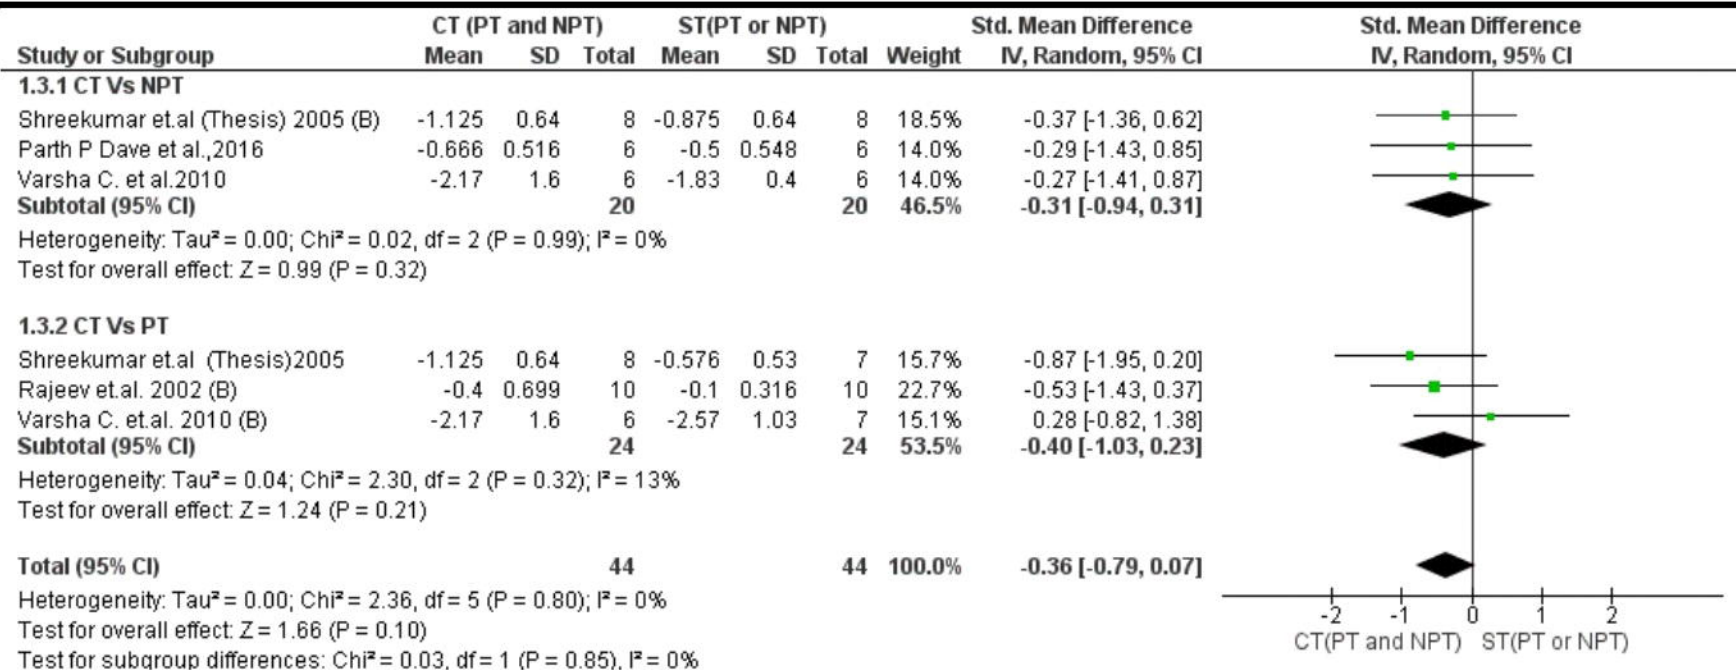 CT (PT and NPT) ST(PT or NPT) Std. Mean Difference Std. Mean Difference
Study or Subgroup Mean SD Total Mean SD Total Weight IV, Random, 95% CI IV, Random, 95% CI
1.3.1 CT Vs NPT
Shreekumar et.al (Thesis) 2005 (B) -1.125 0.64 8 -0.875 0.64 8 18.5% -0.37 [-1.36, 0.62]
Parth P Dave et al.,2016 -0.666 0.516 6 -0.5 0.548 6 14.0% -0.29 [-1.43, 0.85]
Varsha C. et al.2010 -2.17 1.6 6 -1.83 0.4 6 14.0% -0.27 [-1.41, 0.87]
Subtotal (95% CI) 20 20 46.5% -0.31 [-0.94, 0.31]
Heterogeneity: Tau² = 0.00; Chi² = 0.02, df = 2 (P = 0.99); I² = 0%
Test for overall effect: Z = 0.99 (P = 0.32)
1.3.2 CT Vs PT
Shreekumar et.al (Thesis)2005 -1.125 0.64 8 -0.576 0.53 7 15.7% -0.87 [-1.95, 0.20]
Rajeev et.al. 2002 (B) -0.4 0.699 10 -0.1 0.316 10 22.7% -0.53 [-1.43, 0.37]
Varsha C. et.al. 2010 (B) -2.17 1.6 6 -2.57 1.03 7 15.1% 0.28 [-0.82, 1.38]
Subtotal (95% CI) 24 24 53.5% -0.40 [-1.03, 0.23]
Heterogeneity: Tau² = 0.04; Chi² = 2.30, df = 2 (P = 0.32); I² = 13%
Test for overall effect: Z = 1.24 (P = 0.21)
Total (95% CI) 44 44 100.0% -0.36 [-0.79, 0.07]
Heterogeneity: Tau² = 0.00; Chi² = 2.36, df = 5 (P = 0.80); I² = 0%
Test for overall effect: Z = 1.66 (P = 0.10)
Test for subgroup differences: Chi² = 0.03, df = 1 (P = 0.85), I² = 0%
-2 -1 0 1 2
CT(PT and NPT) ST(PT or NPT)